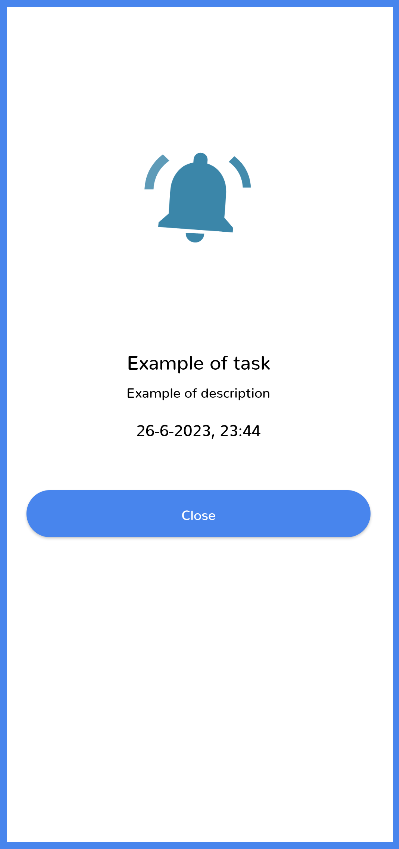 Example of task
Example of description
26-6-2023, 23:44
Close